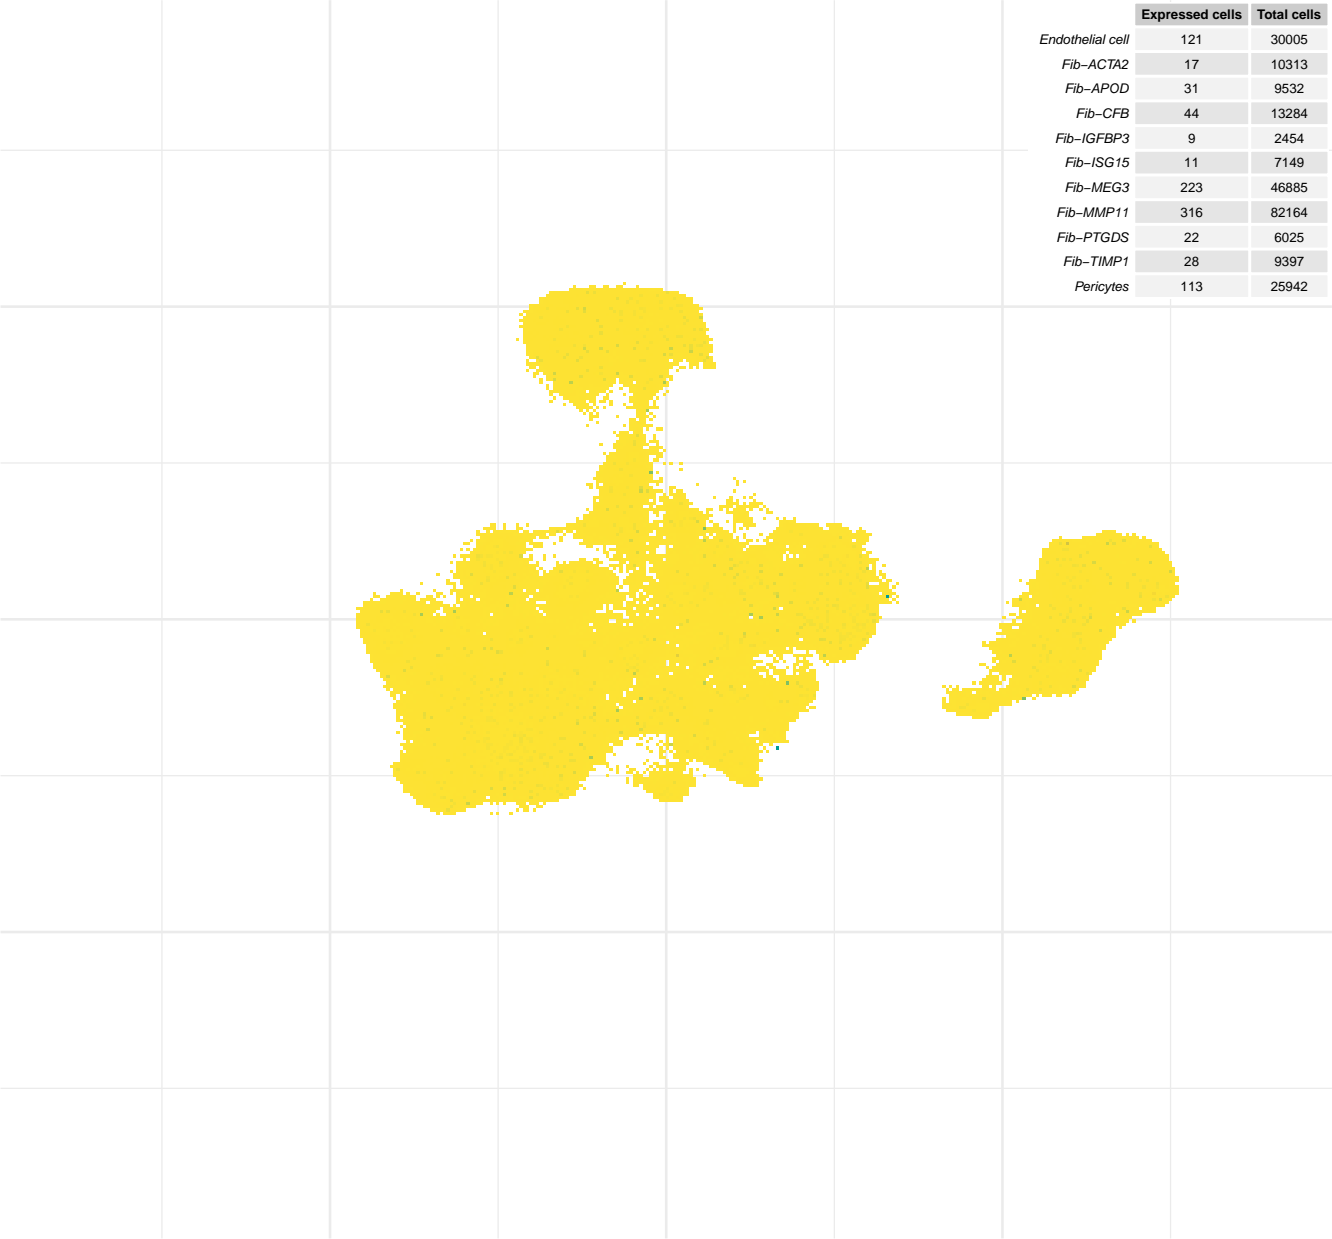 Expressed cells Total cells
Endothelial cell 121 30005
Fib−ACTA2 17 10313
Fib−APOD 31 9532
Fib−CFB 44 13284
Fib−IGFBP3 9 2454
Fib−ISG15 11 7149
Fib−MEG3 223 46885
Fib−MMP11 316 82164
Fib−PTGDS 22 6025
Fib−TIMP1 28 9397
Pericytes 113 25942